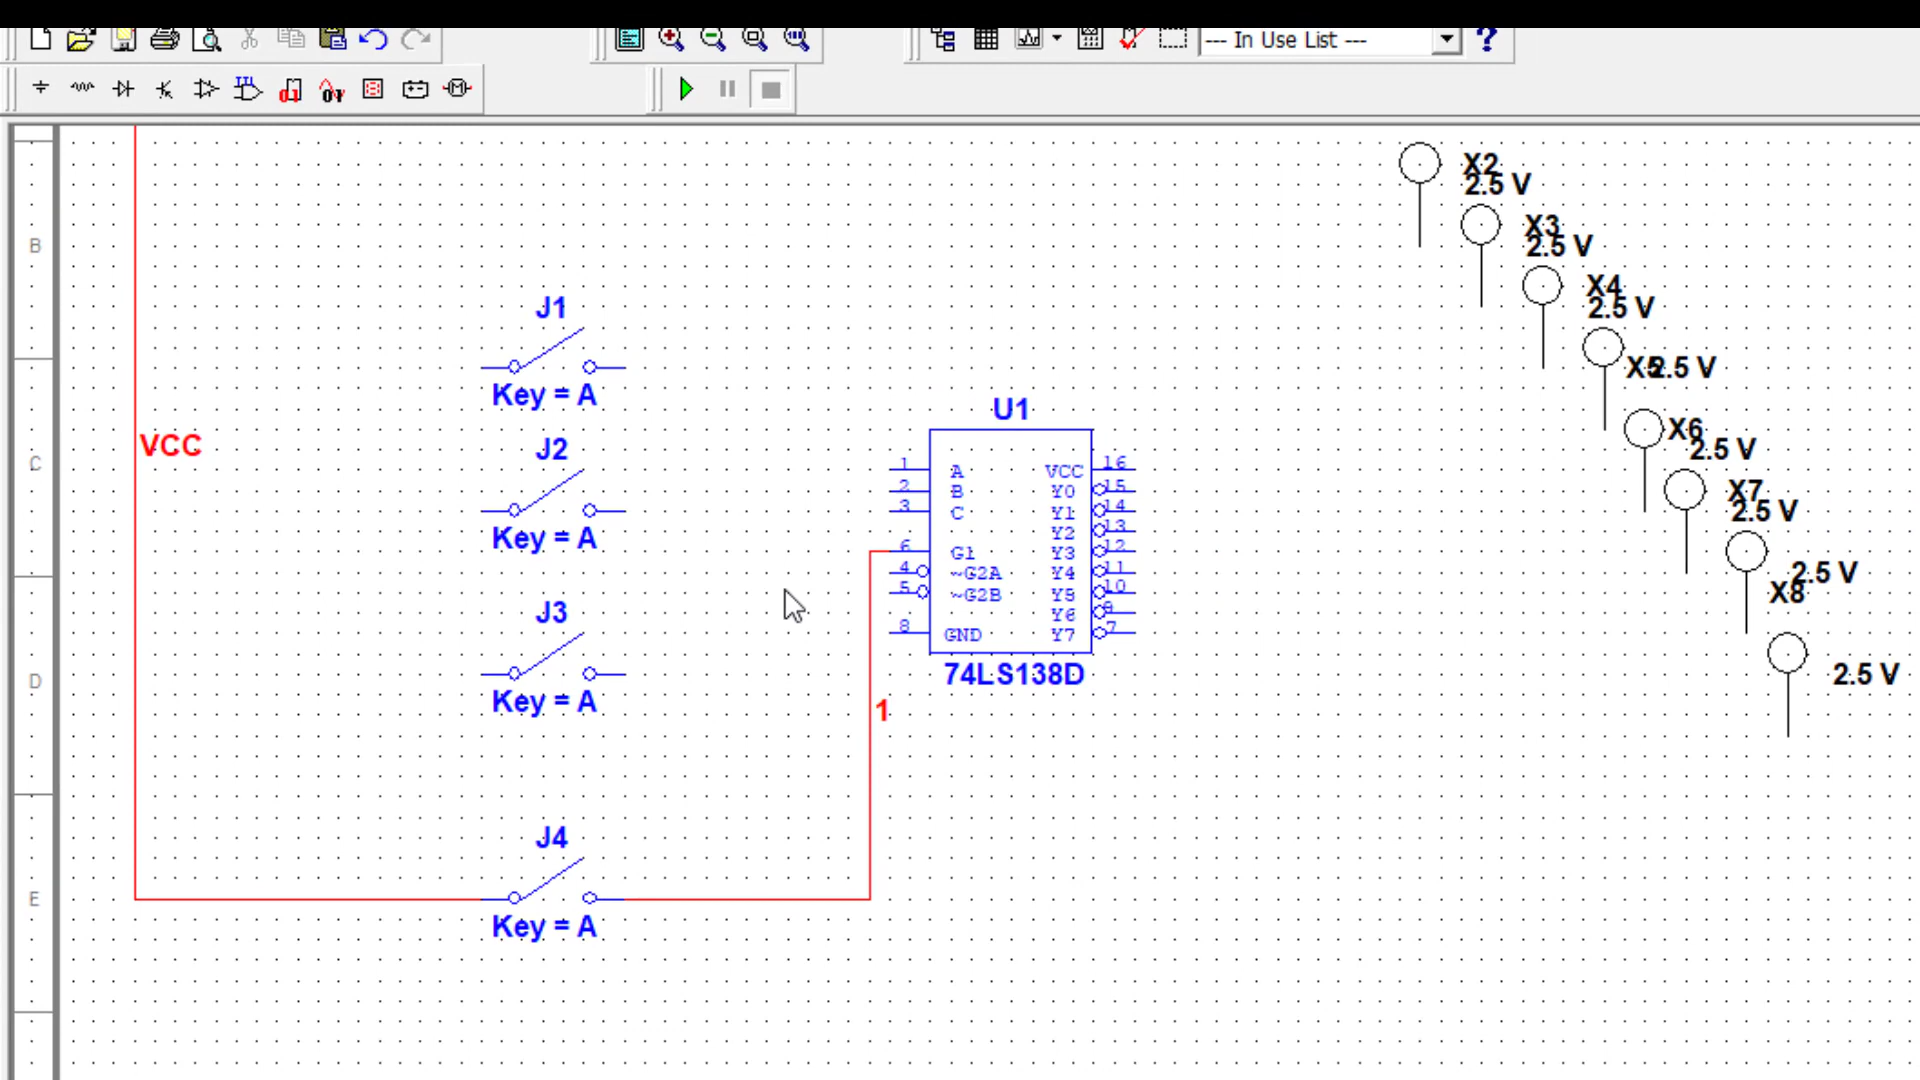 --- In Use List ---
?
B
C
D
E
VCC
J1
Key = A
J2
Key = A
J3
Key = A
J4
Key = A
1
U1
1 A VCC 16
2 B Y0 15
3 C Y1 14
Y2 13
6 G1 Y3 12
4 ~G2A Y4 11
5 ~G2B Y5 10
Y6 9
8 GND Y7 7
74LS138D
X2
2.5 V
X3
2.5 V
X4
2.5 V
X5 2.5 V
X6
2.5 V
X7
2.5 V
2.5 V
X8
2.5 V